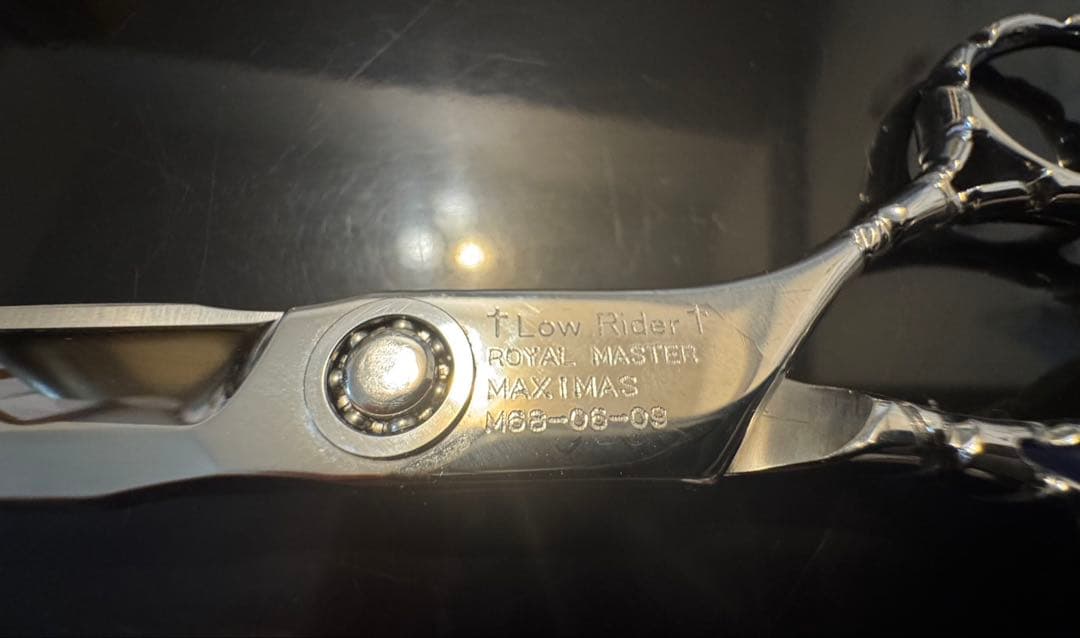 †Low Rider†
ROYAL MASTER
MAXIMAS
M68-06-09